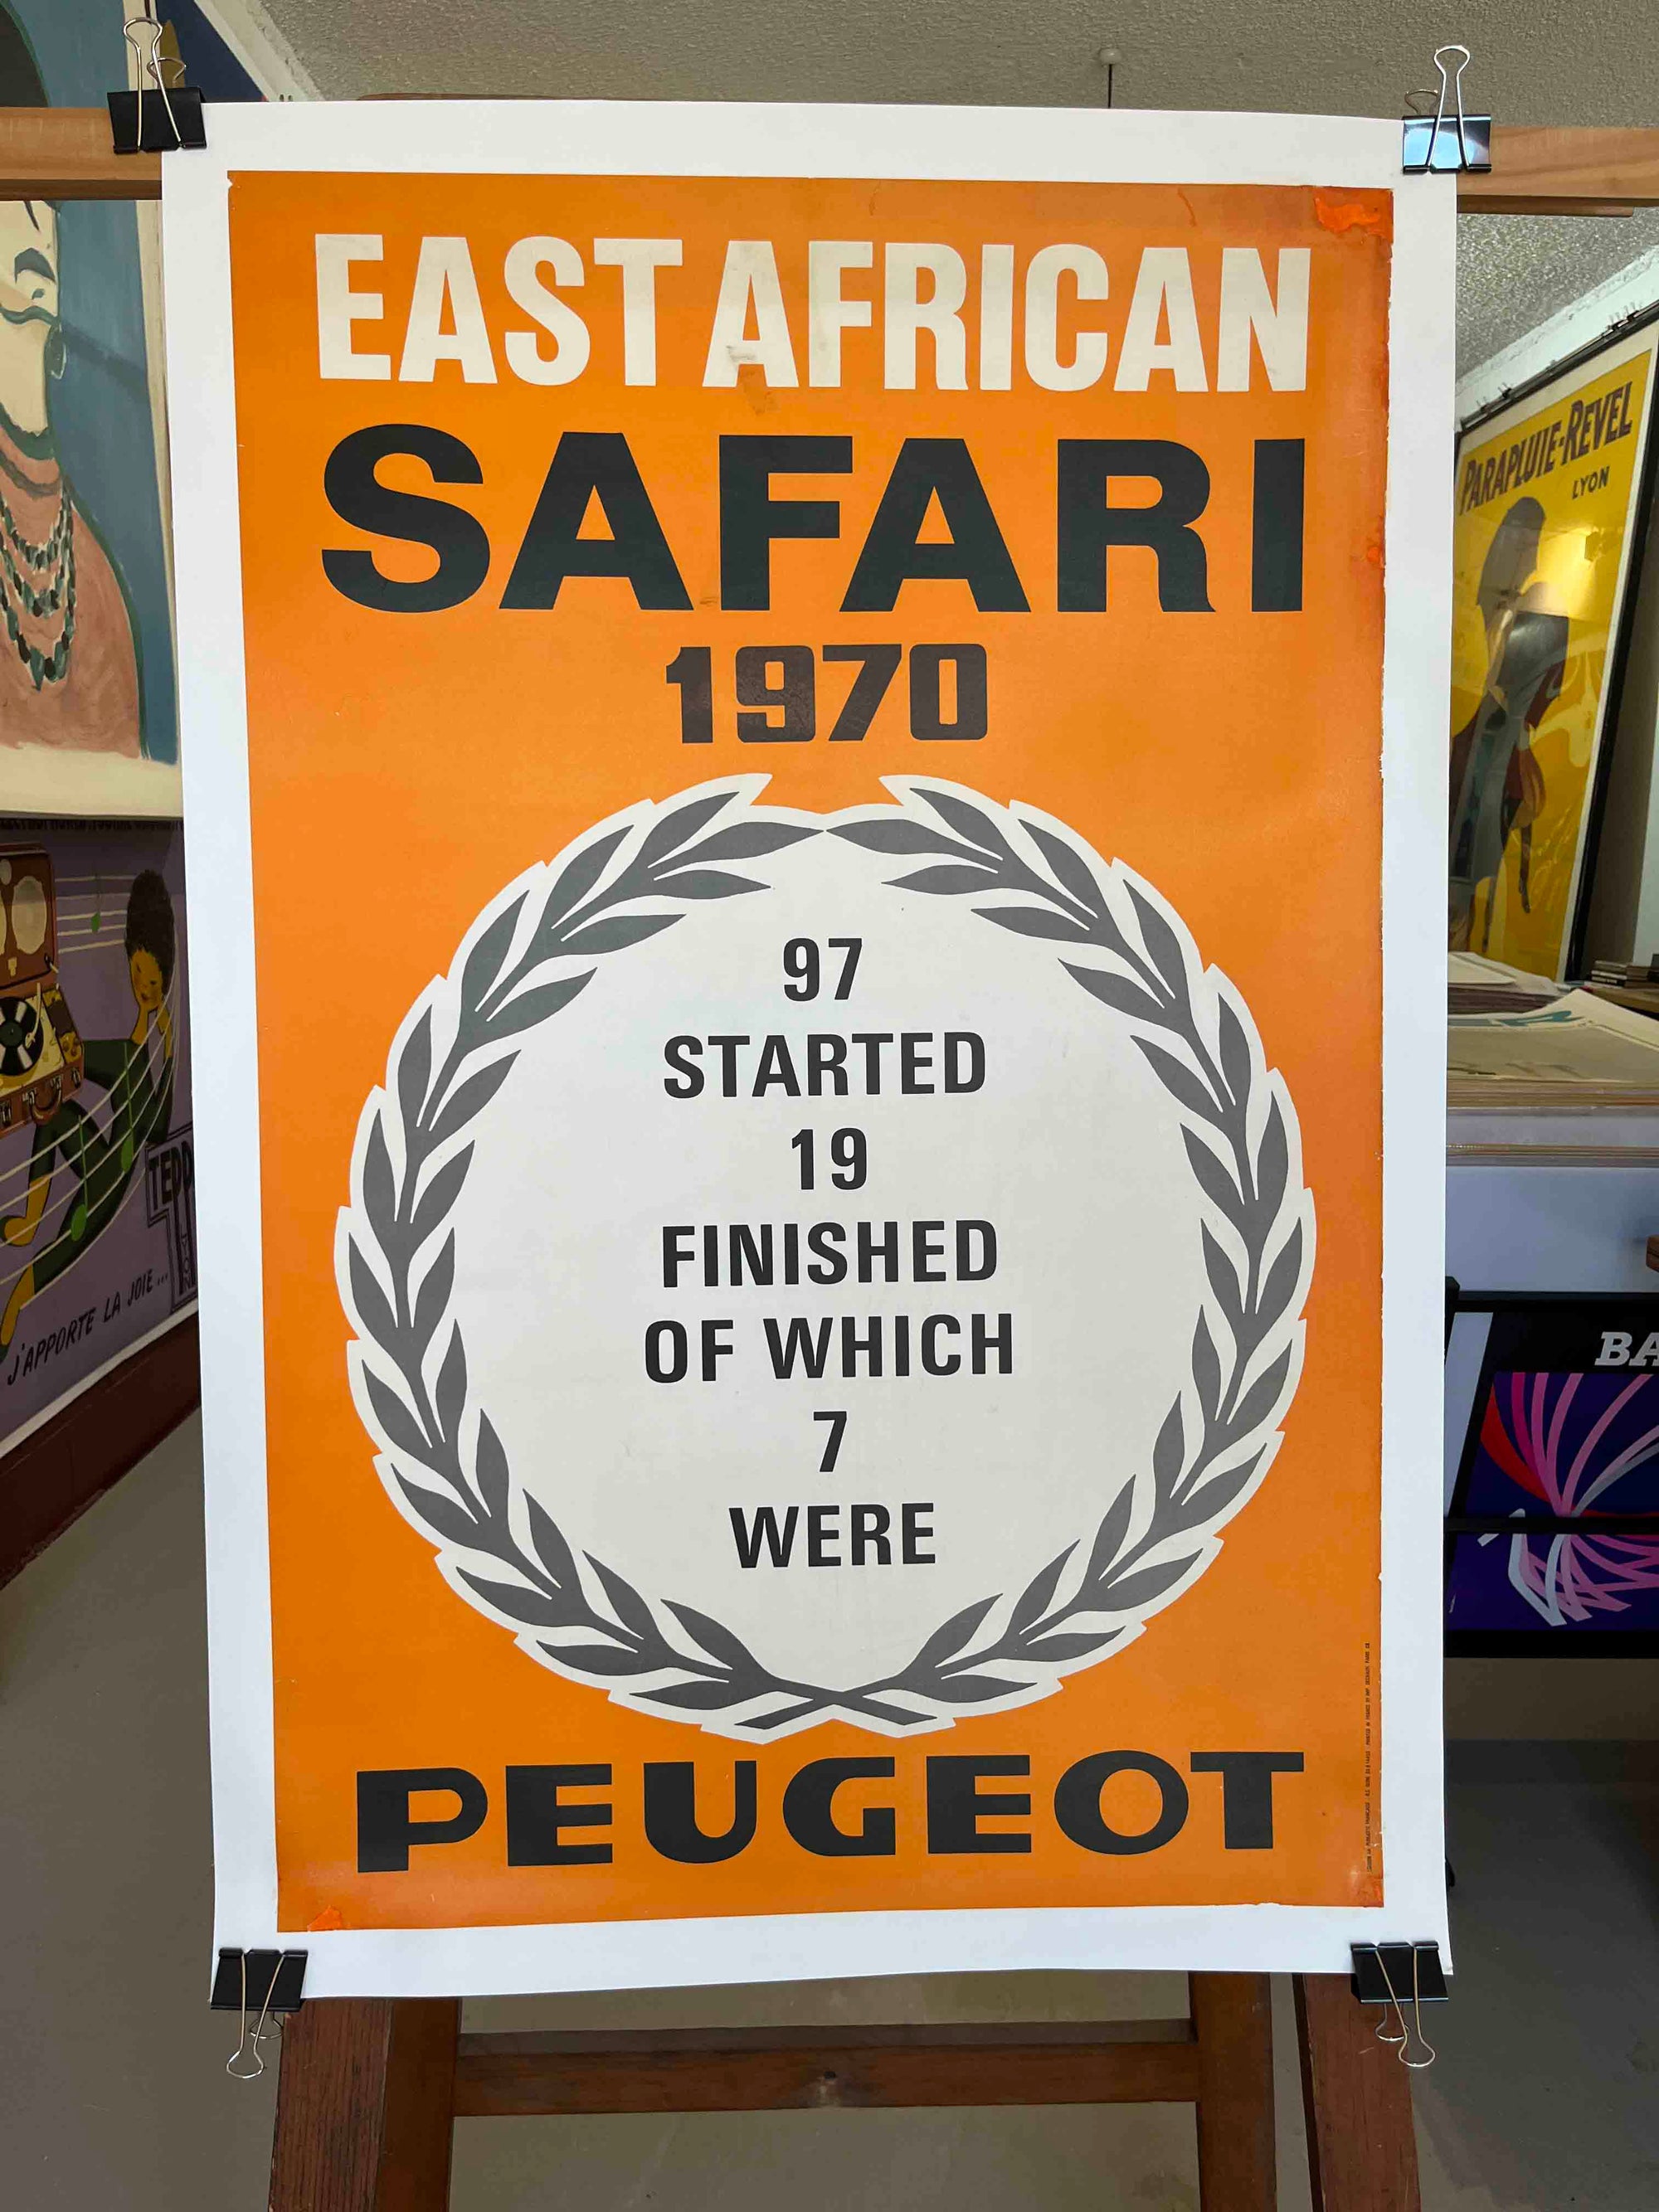 EAST AFRICAN
SAFARI
1970
97
STARTED
19
FINISHED
OF WHICH
7
WERE
PEUGEOT
PARAPLUIE-REVEL
LYON
J'APPORTE LA JOIE...